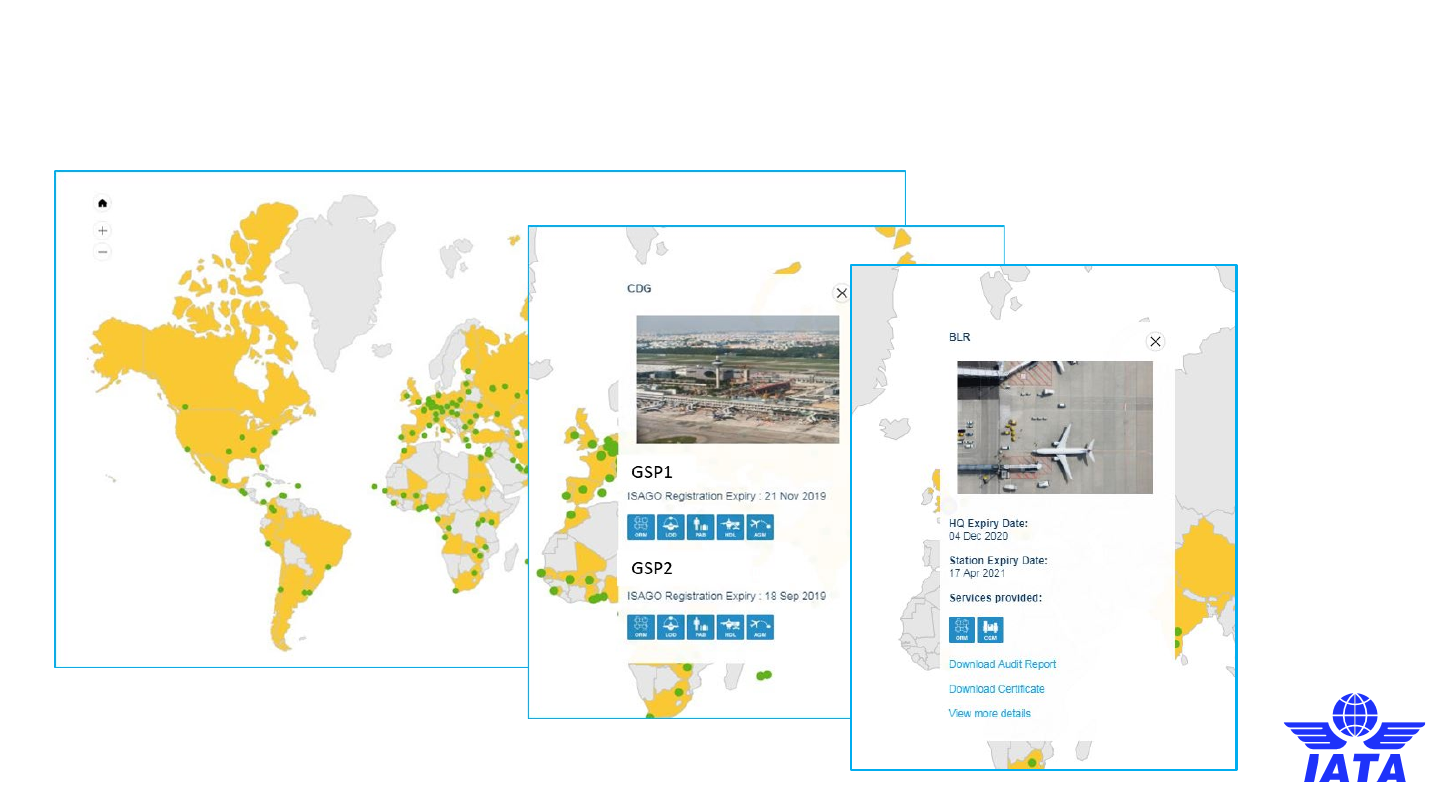 CDG
GSP1
ISAGO Registration Expiry : 21 Nov 2019
ORM LOD PAB HDL AGM
GSP2
ISAGO Registration Expiry : 18 Sep 2019
ORM LOD PAB HDL AGM
BLR
HQ Expiry Date:
04 Dec 2020
Station Expiry Date:
17 Apr 2021
Services provided:
ORM CGM
Download Audit Report
Download Certificate
View more details
IATA